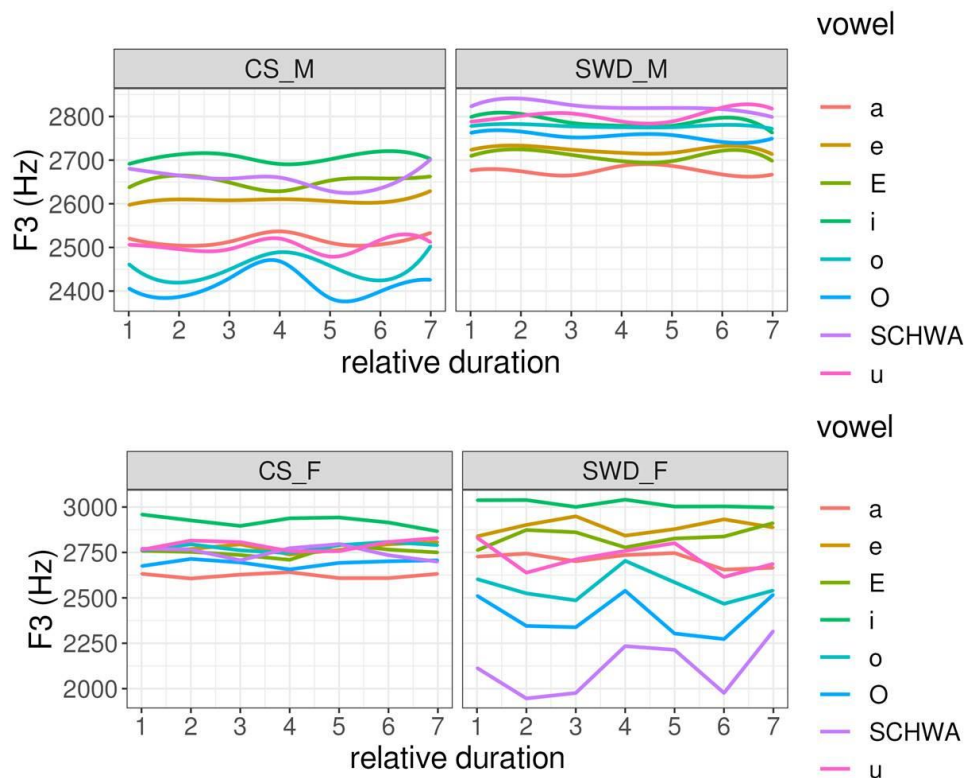 vowel
CS_M SWD_M
F3 (Hz)
2800
2700
2600
2500
2400
1 2 3 4 5 6 7 1 2 3 4 5 6 7
relative duration
a
e
E
i
o
O
SCHWA
u
vowel
CS_F SWD_F
F3 (Hz)
3000
2750
2500
2250
2000
1 2 3 4 5 6 7 1 2 3 4 5 6 7
relative duration
a
e
E
i
o
O
SCHWA
u